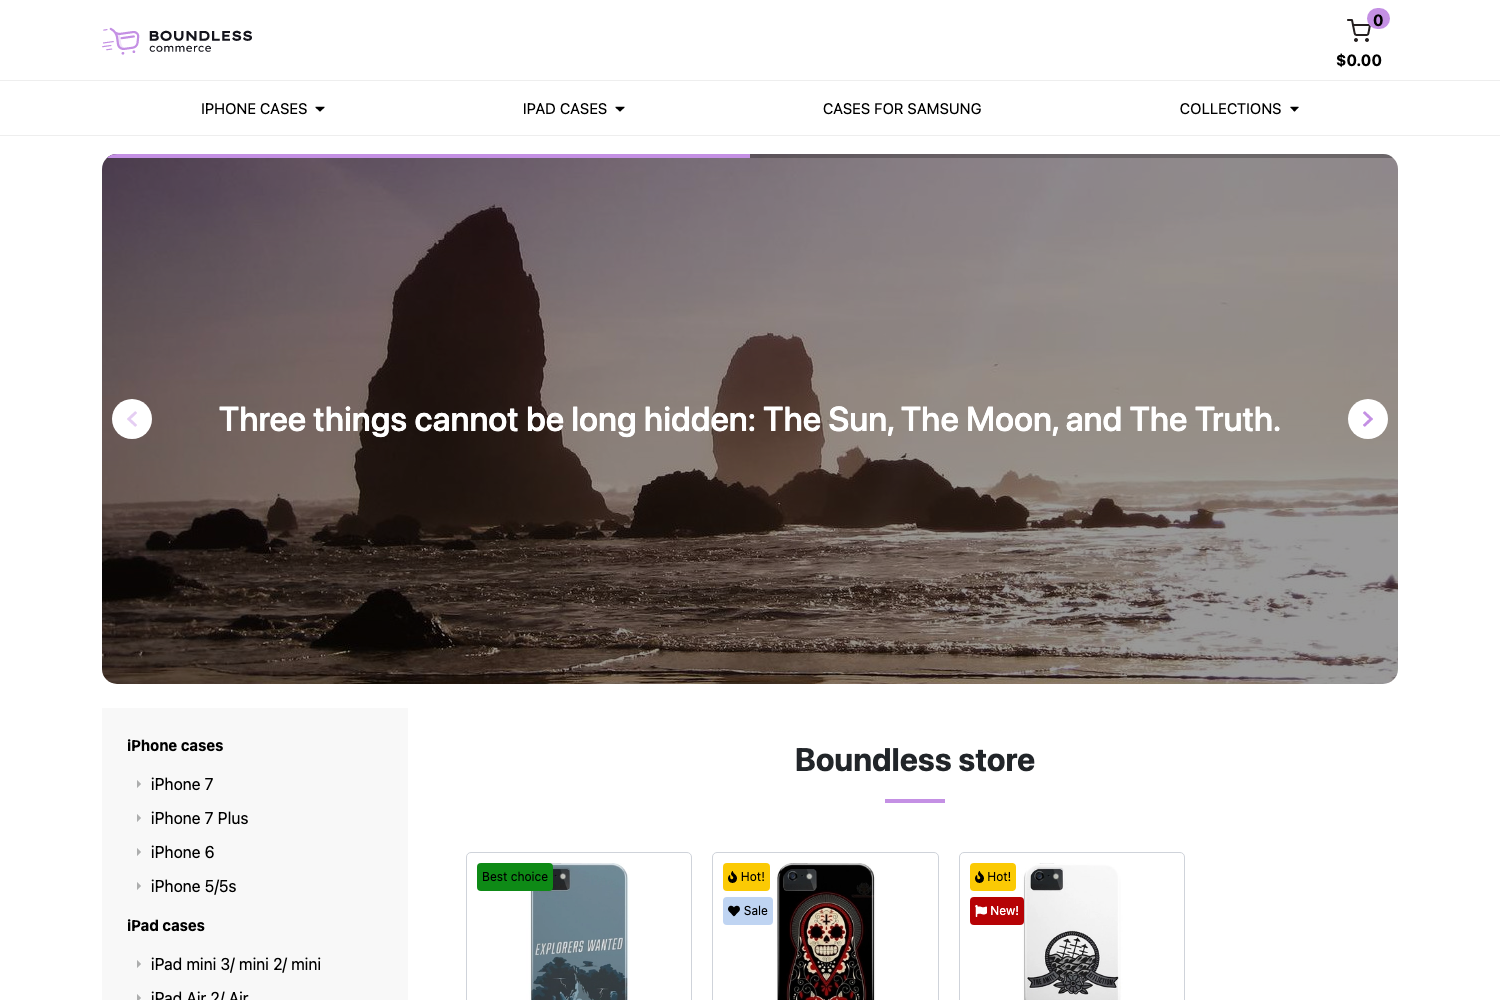 BOUNDLESS
commerce
0
$0.00
IPHONE CASES
IPAD CASES
CASES FOR SAMSUNG
COLLECTIONS
Three things cannot be long hidden: The Sun, The Moon, and The Truth.
iPhone cases
iPhone 7
iPhone 7 Plus
iPhone 6
iPhone 5/5s
iPad cases
iPad mini 3/ mini 2/ mini
iPad Air 2/ Air
Boundless store
Best choice
EXPLORERS WANTED
Hot!
Sale
Hot!
New!